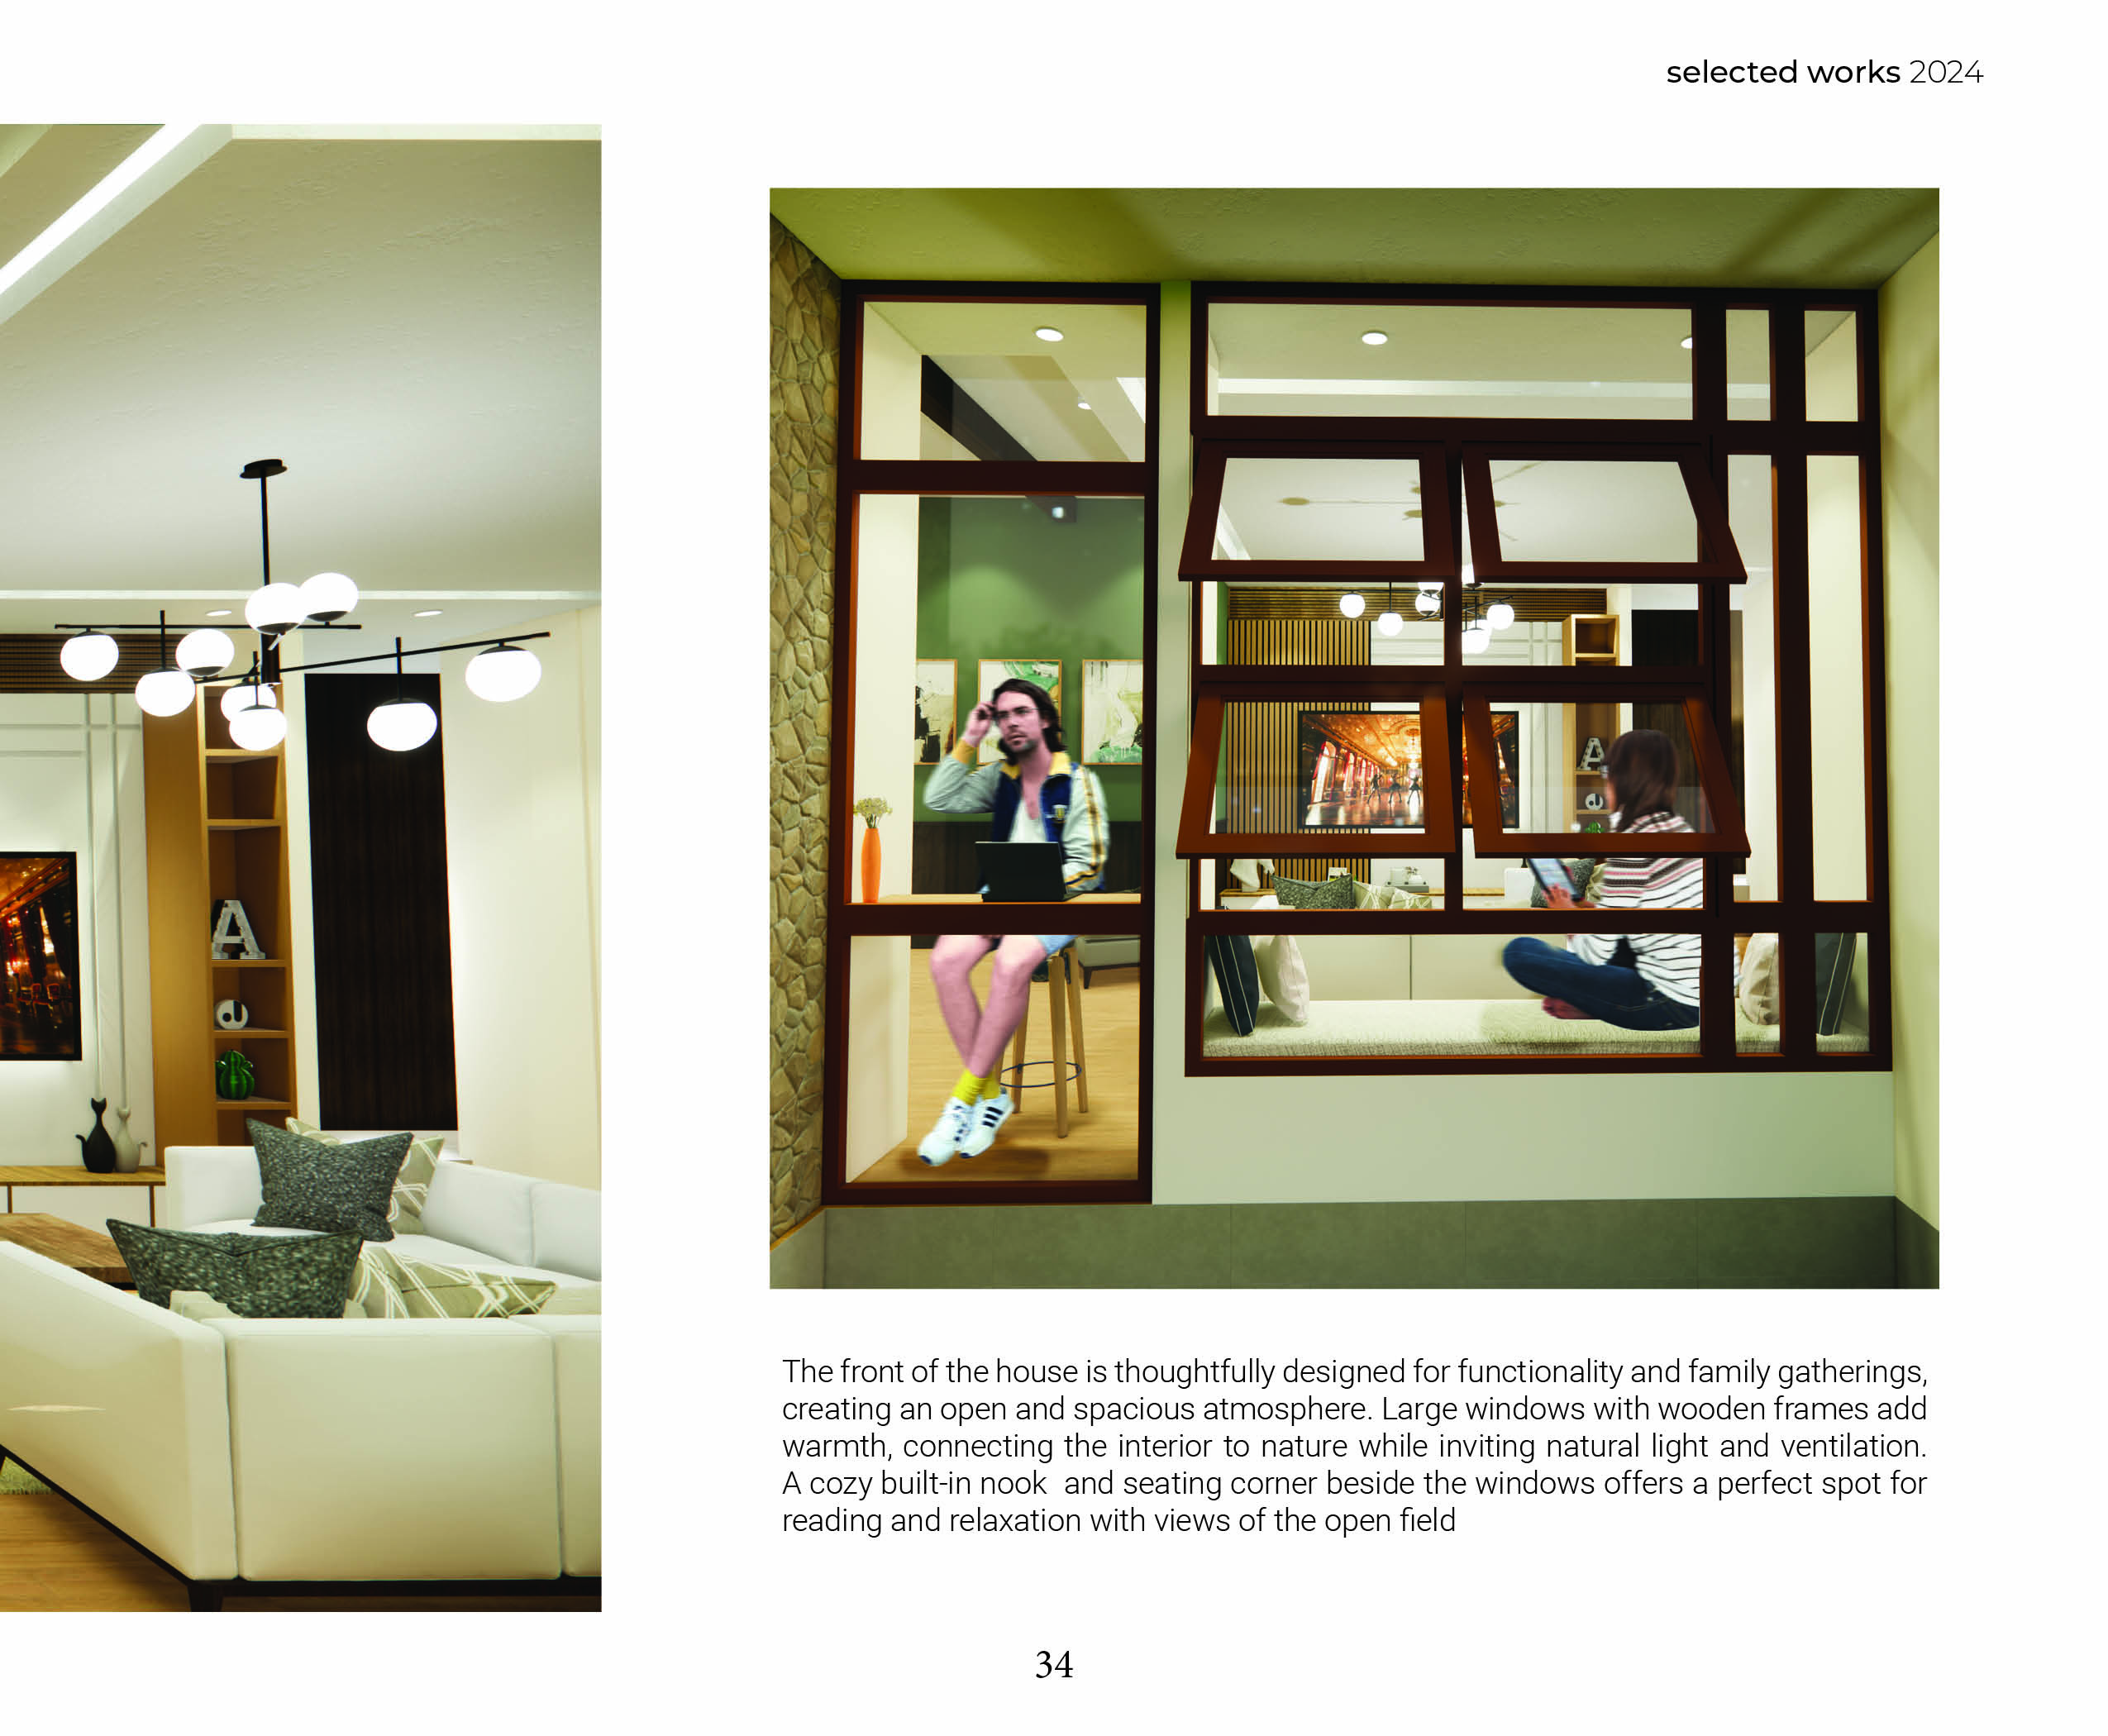 selected works 2024
A
The front of the house is thoughtfully designed for functionality and family gatherings,
creating an open and spacious atmosphere. Large windows with wooden frames add
warmth, connecting the interior to nature while inviting natural light and ventilation.
A cozy built-in nook  and seating corner beside the windows offers a perfect spot for
reading and relaxation with views of the open field
A
34